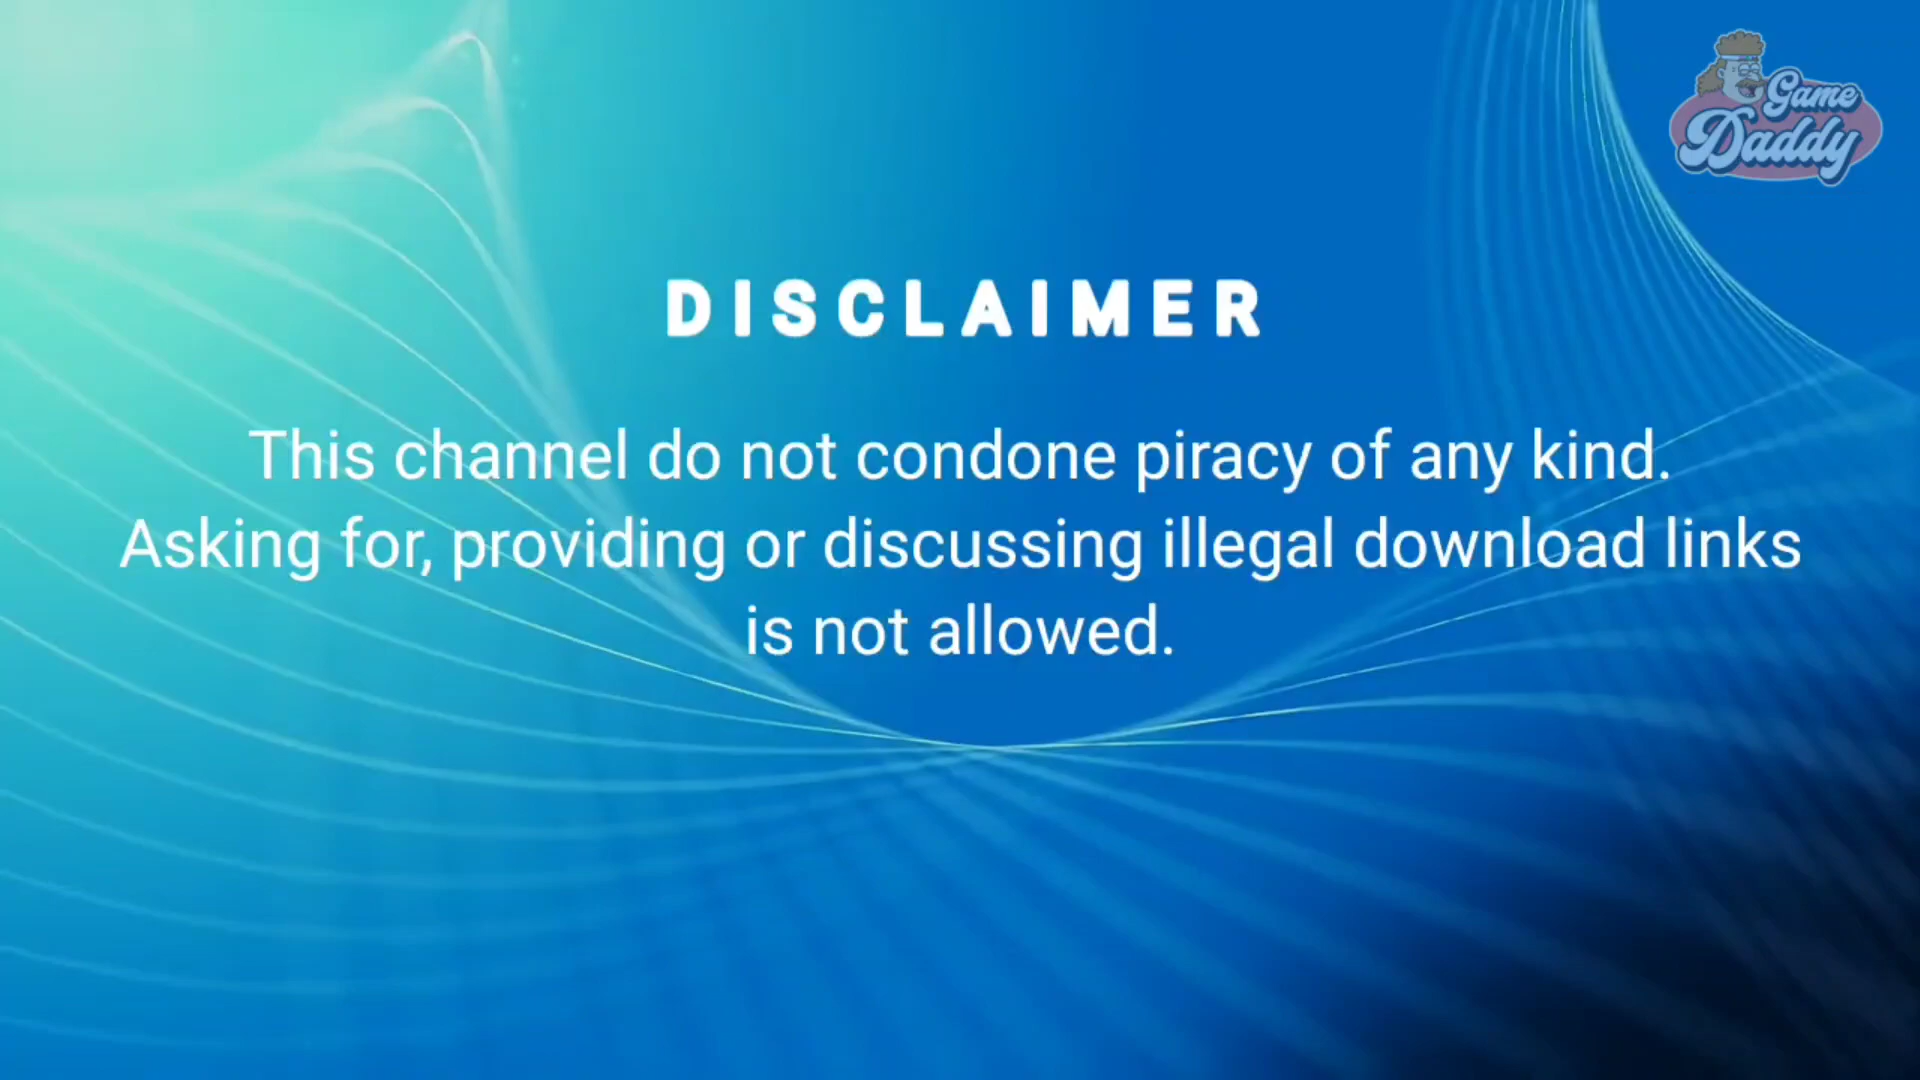 Game
Daddy
DISCLAIMER
This channel do not condone piracy of any kind.
Asking for, providing or discussing illegal download links
is not allowed.